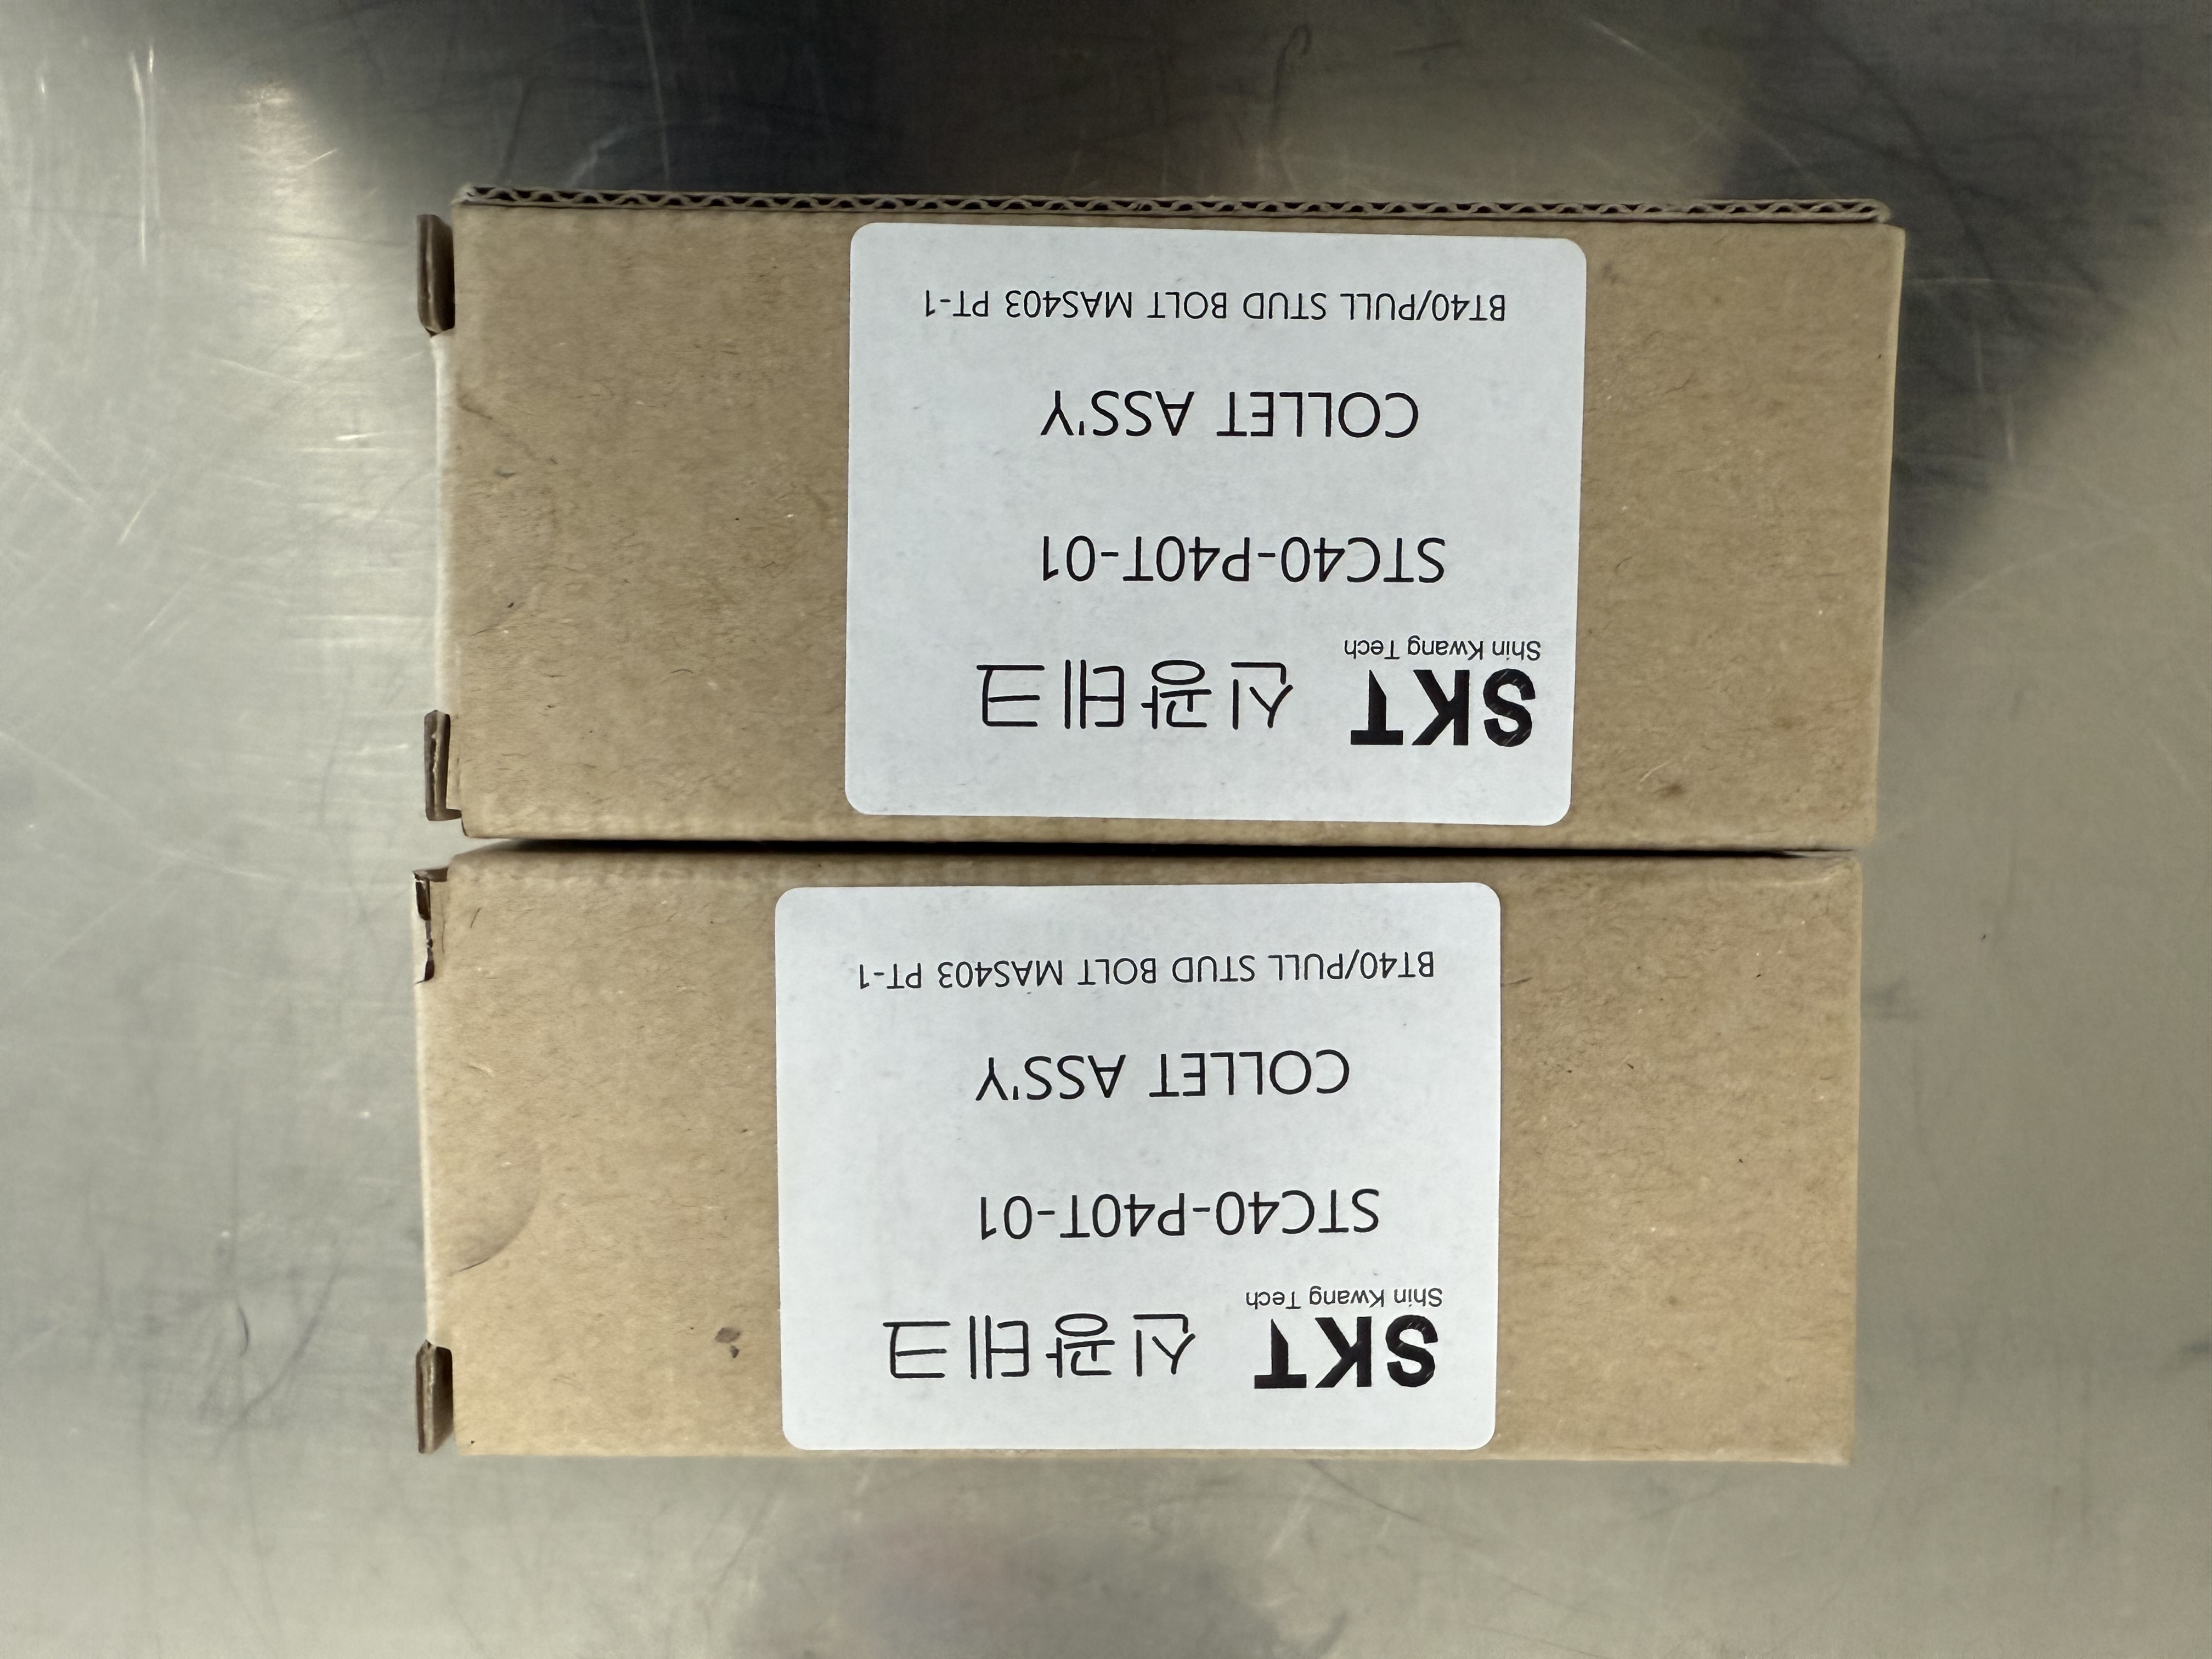 SKT 신광테크
Shin Kwang Tech
STC40-P40T-01
COLLET ASS'Y
BT40/PULL STUD BOLT MAS403 PT-1
SKT 신광테크
Shin Kwang Tech
STC40-P40T-01
COLLET ASS'Y
BT40/PULL STUD BOLT MAS403 PT-1